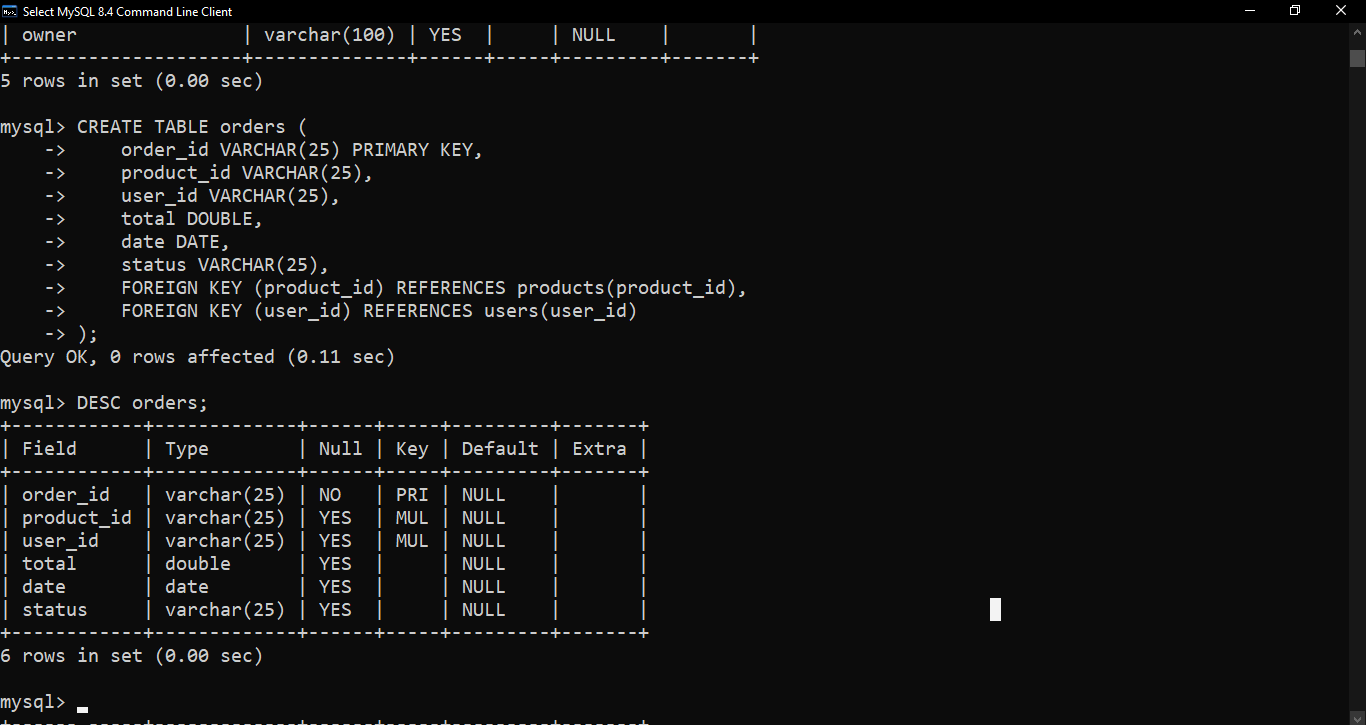 Select MySQL 8.4 Command Line Client
| owner               | varchar(100) | YES  |     | NULL    |       |
+---------------------+--------------+------+-----+---------+-------+
5 rows in set (0.00 sec)
mysql> CREATE TABLE orders (
    ->     order_id VARCHAR(25) PRIMARY KEY,
    ->     product_id VARCHAR(25),
    ->     user_id VARCHAR(25),
    ->     total DOUBLE,
    ->     date DATE,
    ->     status VARCHAR(25),
    ->     FOREIGN KEY (product_id) REFERENCES products(product_id),
    ->     FOREIGN KEY (user_id) REFERENCES users(user_id)
    -> );
Query OK, 0 rows affected (0.11 sec)
mysql> DESC orders;
+------------+-------------+------+-----+---------+-------+
| Field      | Type        | Null | Key | Default | Extra |
+------------+-------------+------+-----+---------+-------+
| order_id   | varchar(25) | NO   | PRI | NULL    |       |
| product_id | varchar(25) | YES  | MUL | NULL    |       |
| user_id    | varchar(25) | YES  | MUL | NULL    |       |
| total      | double      | YES  |     | NULL    |       |
| date       | date        | YES  |     | NULL    |       |
| status     | varchar(25) | YES  |     | NULL    |       |
+------------+-------------+------+-----+---------+-------+
6 rows in set (0.00 sec)
mysql>